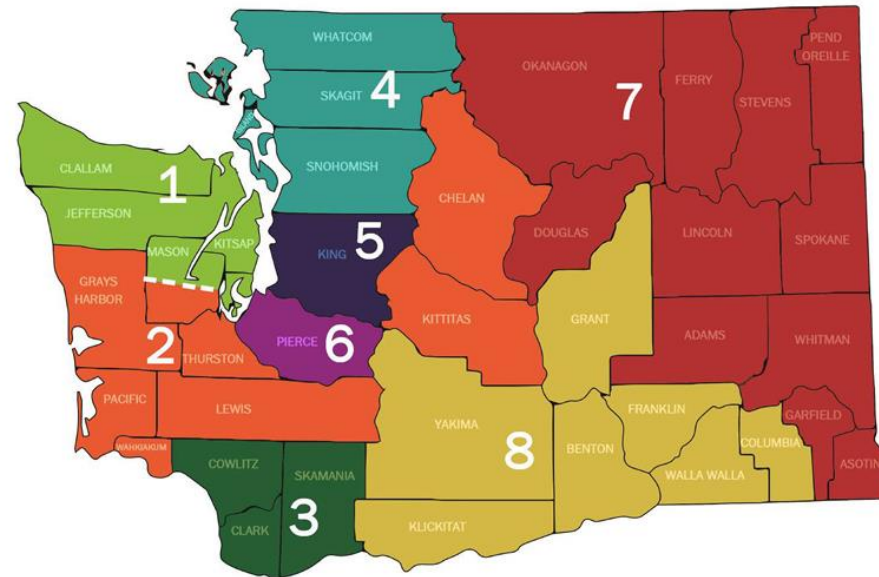 WHATCOM
OKANAGON
PEND
OREILLE
FERRY
STEVENS
SKAGIT
4
7
ISLAND
SNOHOMISH
CLALLAM
1
CHELAN
JEFFERSON
DOUGLAS
LINCOLN
SPOKANE
KITSAP
MASON
KING
5
GRAYS
HARBOR
KITTITAS
GRANT
ADAMS
WHITMAN
2
THURSTON
PIERCE
6
PACIFIC
LEWIS
YAKIMA
FRANKLIN
GARFIELD
WAHKIAKUM
BENTON
COLUMBIA
8
COWLITZ
SKAMANIA
WALLA WALLA
ASOTIN
3
CLARK
KLICKITAT